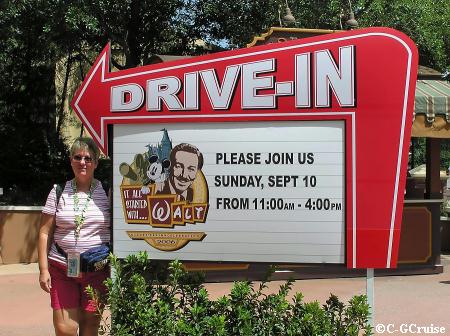 DRIVE-IN
PLEASE JOIN US
SUNDAY, SEPT 10
FROM 11:00AM - 4:00PM
IT ALL
STARTED
WITH...
WALT
2006
©C-GCruise